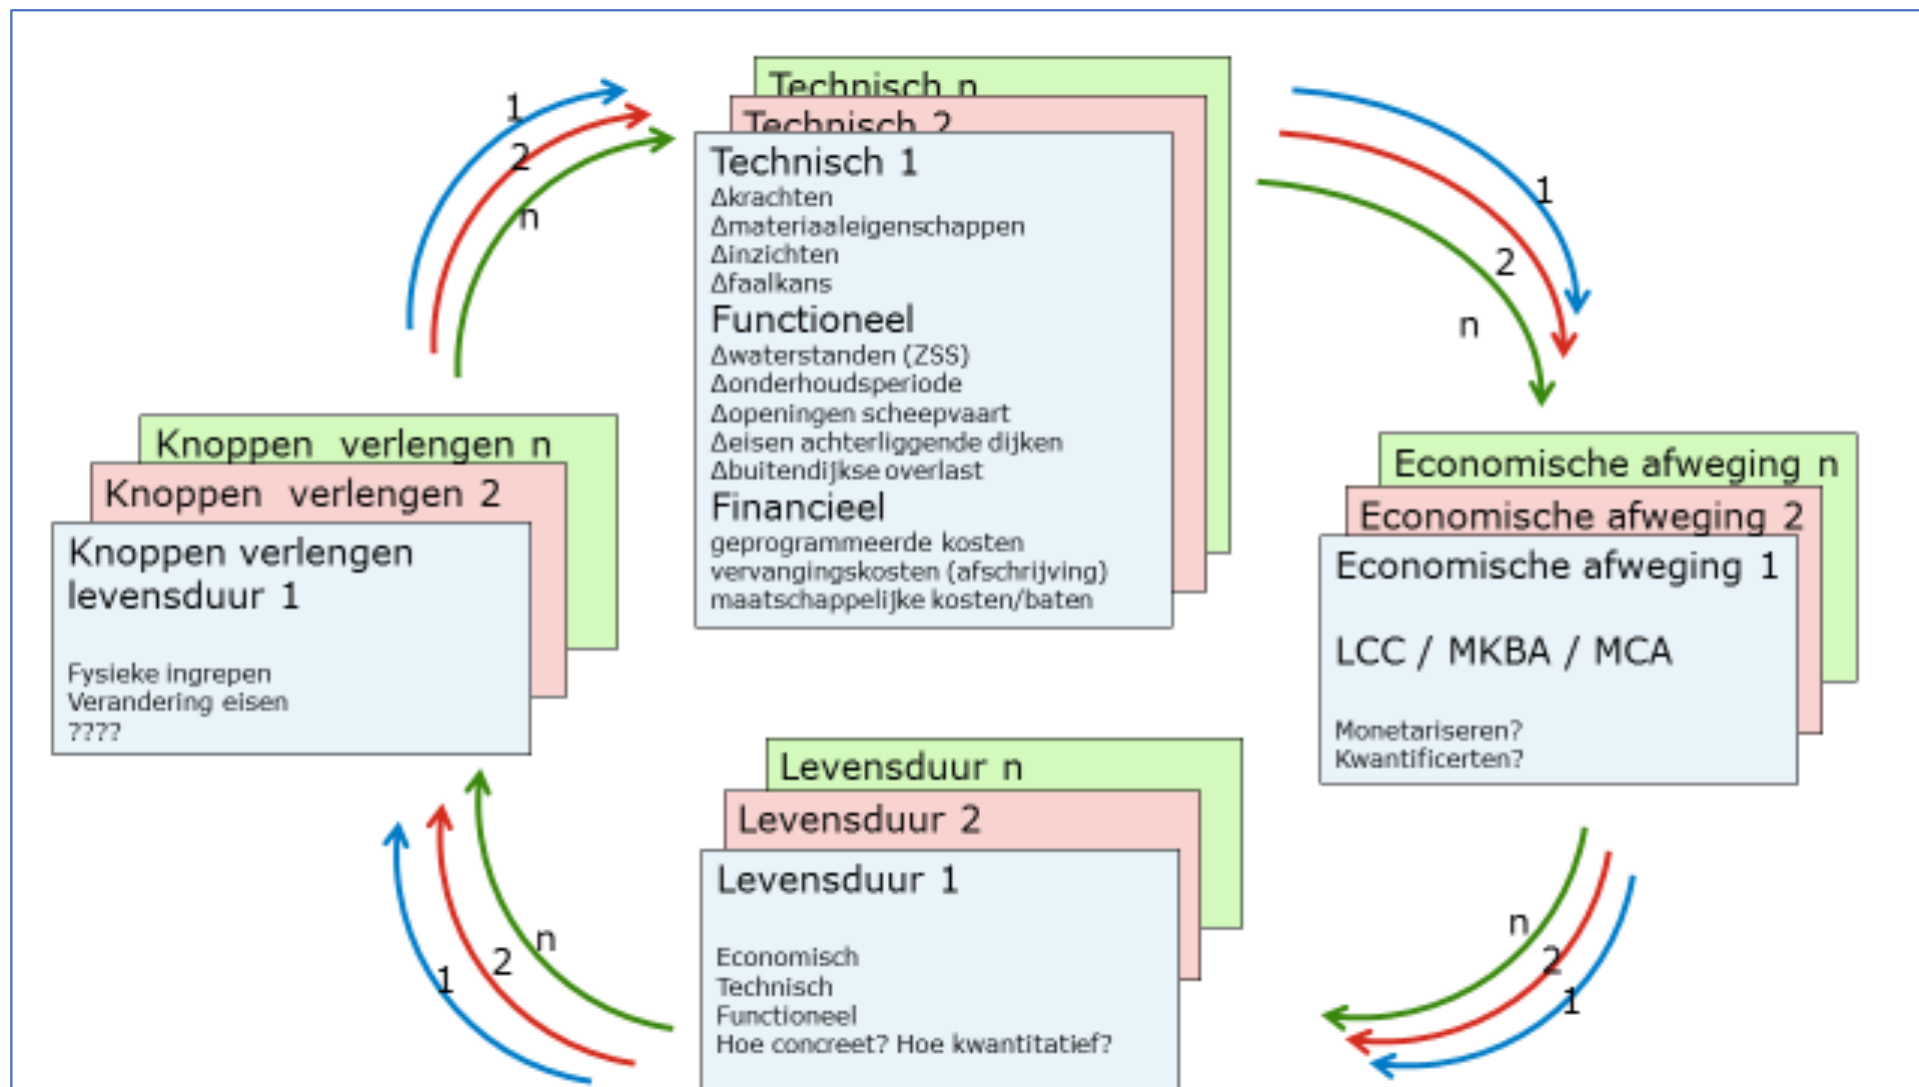 Technisch n
Technisch 2
Technisch 1
Δkrachten
Δmateriaaleigenschappen
Δinzichten
Δfaalkans
Functioneel
Δwaterstanden (ZSS)
Δonderhoudsperiode
Δopeningen scheepvaart
Δeisen achterliggende dijken
Δbuitendijkse overlast
Financieel
geprogrammeerde kosten
vervangingskosten (afschrijving)
maatschappelijke kosten/baten
1
2
n
Economische afweging n
Economische afweging 2
Economische afweging 1
LCC / MKBA / MCA
Monetariseren?
Kwantificerten?
n
2
1
Levensduur n
Levensduur 2
Levensduur 1
Economisch
Technisch
Functioneel
Hoe concreet? Hoe kwantitatief?
1
2
n
Knoppen  verlengen n
Knoppen  verlengen 2
Knoppen verlengen
levensduur 1
Fysieke ingrepen
Verandering eisen
????
1
2
n